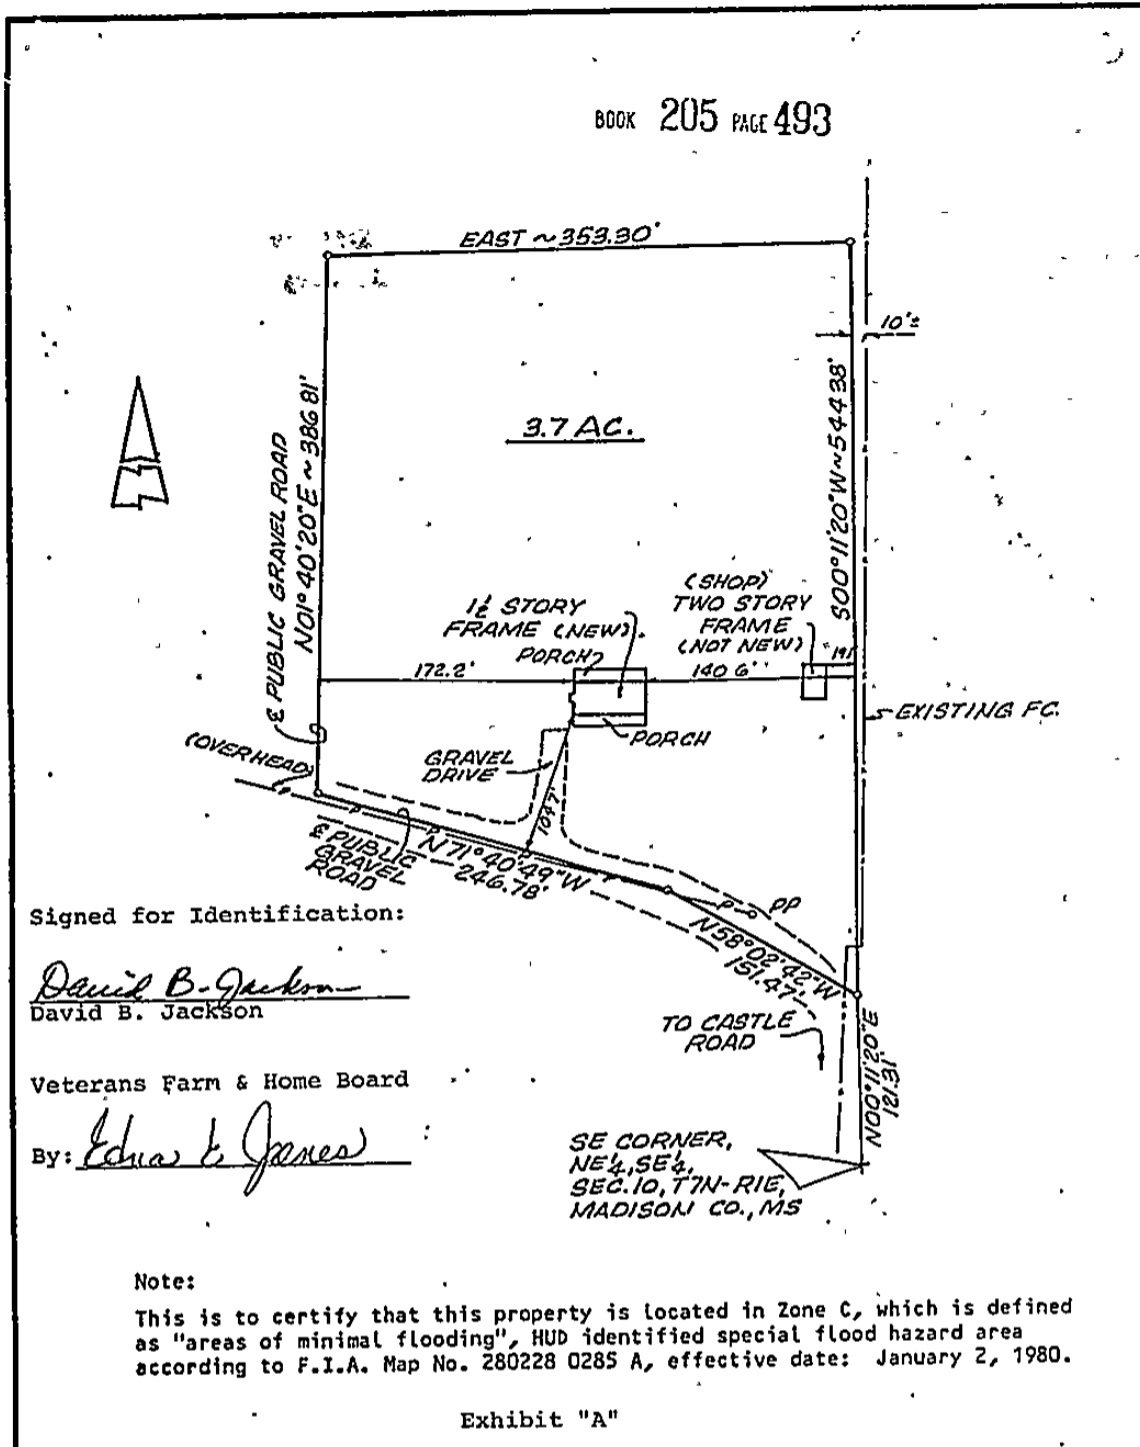 BOOK 205 PAGE 493
EAST ~ 353.30'
10'±
3.7 AC.
℄ PUBLIC GRAVEL ROAD
N01°40'20"E ~ 386.81'
S00°11'20"W ~ 544.38'
1½ STORY
FRAME (NEW)
PORCH
(SHOP)
TWO STORY
FRAME
(NOT NEW)
172.2'
140.6'
19.1
EXISTING FC.
PORCH
(OVERHEAD)
GRAVEL
DRIVE
104.7'
℄ PUBLIC
GRAVEL
ROAD
N71°40'49"W
246.78'
PP
N58°02'42"W
151.47'
TO CASTLE
ROAD
N00°11'20"E
121.31'
SE CORNER,
NE¼, SE¼,
SEC. 10, T7N-R1E,
MADISON CO., MS
Signed for Identification:
David B. Jackson
David B. Jackson
Veterans Farm & Home Board
By: Edna E Jones
Note:
This is to certify that this property is located in Zone C, which is defined
as "areas of minimal flooding", HUD identified special flood hazard area
according to F.I.A. Map No. 280228 0285 A, effective date: January 2, 1980.
Exhibit "A"